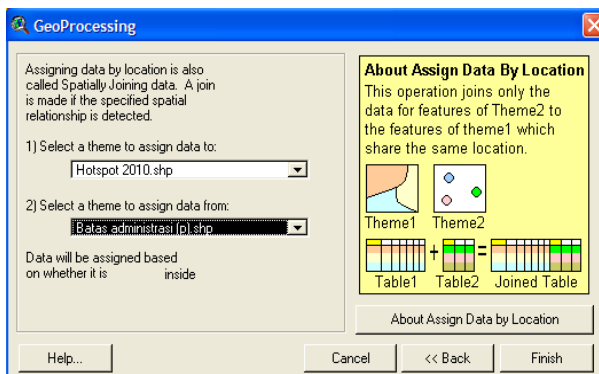 GeoProcessing
Assigning data by location is also
called Spatially Joining data. A join
is made if the specified spatial
relationship is detected.
1) Select a theme to assign data to:
Hotspot 2010.shp
2) Select a theme to assign data from:
Batas administrasi (p).shp
Data will be assigned based
on whether it is inside
About Assign Data By Location
This operation joins only the
data for features of Theme2 to
the features of theme1 which
share the same location.
Theme1 Theme2
+ =
Table1 Table2 Joined Table
About Assign Data by Location
Help... Cancel << Back Finish